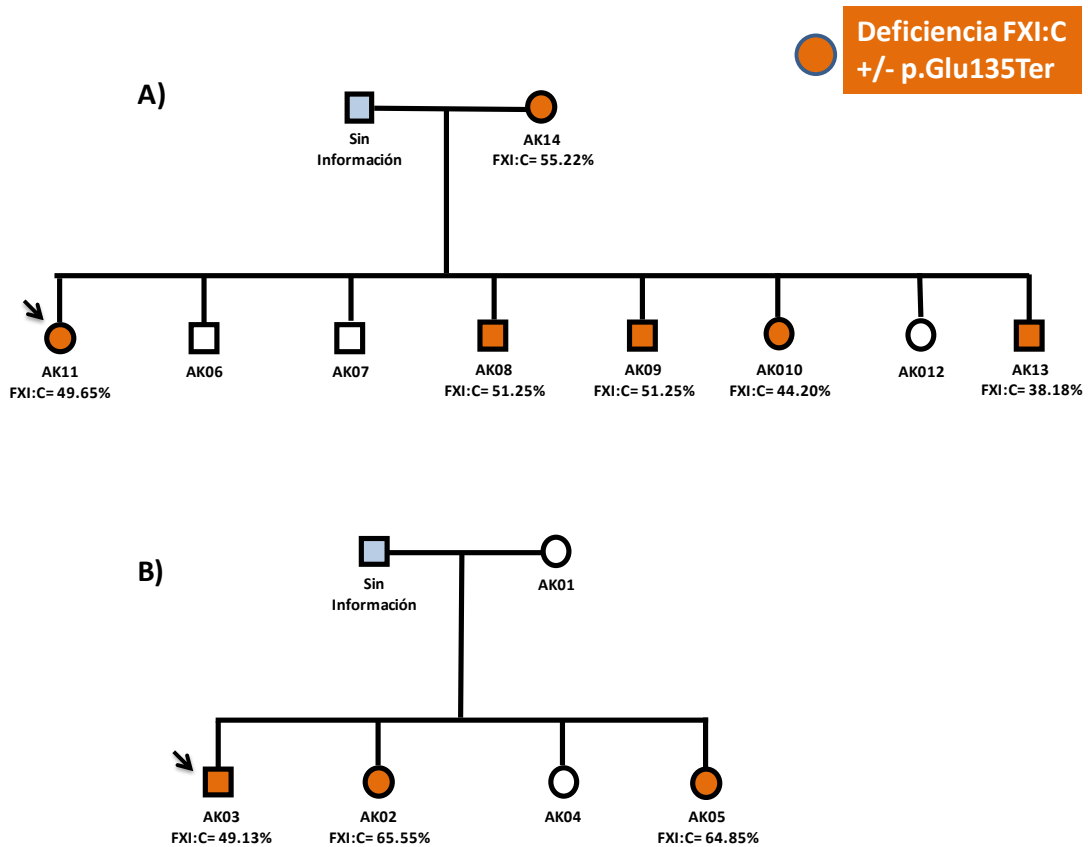 Deficiencia FXI:C
+/- p.Glu135Ter
A)
Sin
Información
AK14
FXI:C= 55.22%
AK11
FXI:C= 49.65%
AK06
AK07
AK08
FXI:C= 51.25%
AK09
FXI:C= 51.25%
AK010
FXI:C= 44.20%
AK012
AK13
FXI:C= 38.18%
B)
Sin
Información
AK01
AK03
FXI:C= 49.13%
AK02
FXI:C= 65.55%
AK04
AK05
FXI:C= 64.85%